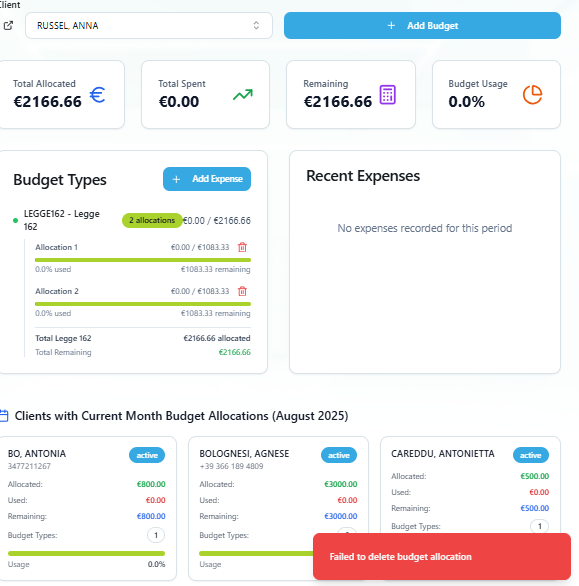 Client
RUSSEL, ANNA
+ Add Budget
Total Allocated
€2166.66
Total Spent
€0.00
Remaining
€2166.66
Budget Usage
0.0%
Budget Types
+ Add Expense
LEGGE162 - Legge 162
2 allocations
€0.00 / €2166.66
Allocation 1
€0.00 / €1083.33
0.0% used
€1083.33 remaining
Allocation 2
€0.00 / €1083.33
0.0% used
€1083.33 remaining
Total Legge 162
€2166.66 allocated
Total Remaining
€2166.66
Recent Expenses
No expenses recorded for this period
Clients with Current Month Budget Allocations (August 2025)
BO, ANTONIA
active
3477211267
Allocated:
€800.00
Used:
€0.00
Remaining:
€800.00
Budget Types:
1
Usage
0.0%
BOLOGNESI, AGNESE
active
+39 366 189 4809
Allocated:
€3000.00
Used:
€0.00
Remaining:
€3000.00
Budget Types:
Usage
CAREDDU, ANTONIETTA
active
Allocated:
€500.00
Used:
€0.00
Remaining:
€500.00
Budget Types:
1
Failed to delete budget allocation